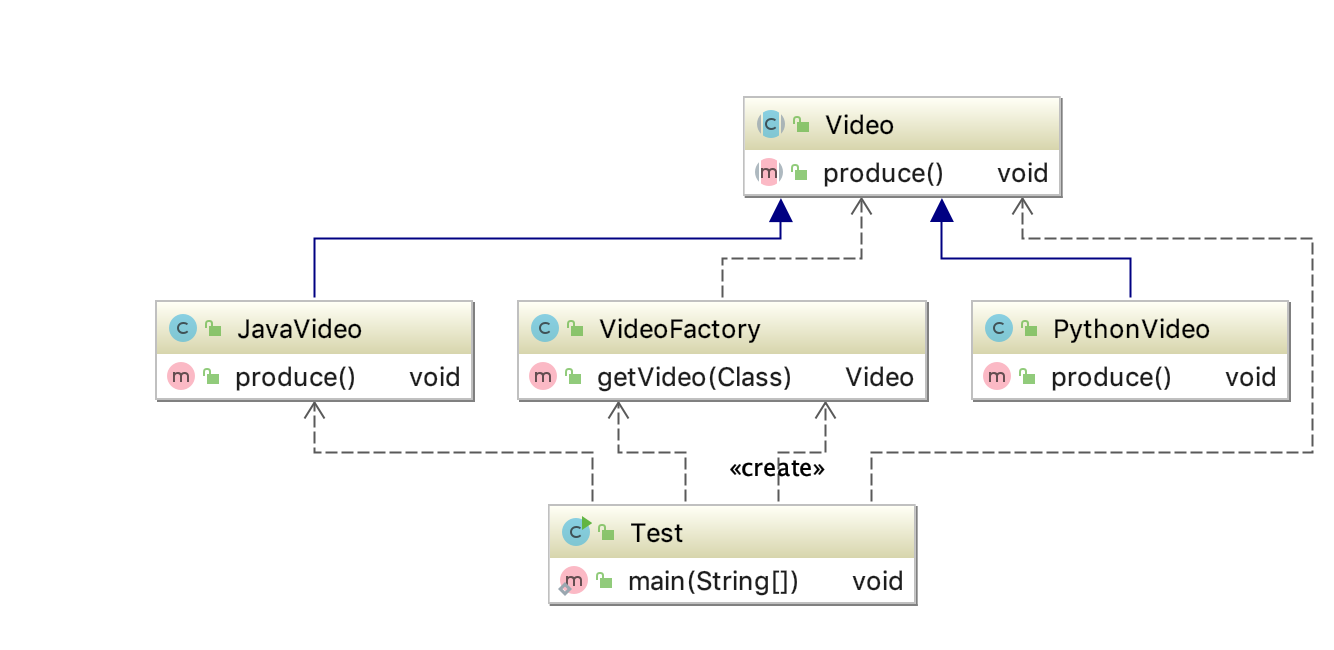 C Video
m produce() void
C JavaVideo
m produce() void
C VideoFactory
m getVideo(Class) Video
C PythonVideo
m produce() void
«create»
C Test
m main(String[]) void